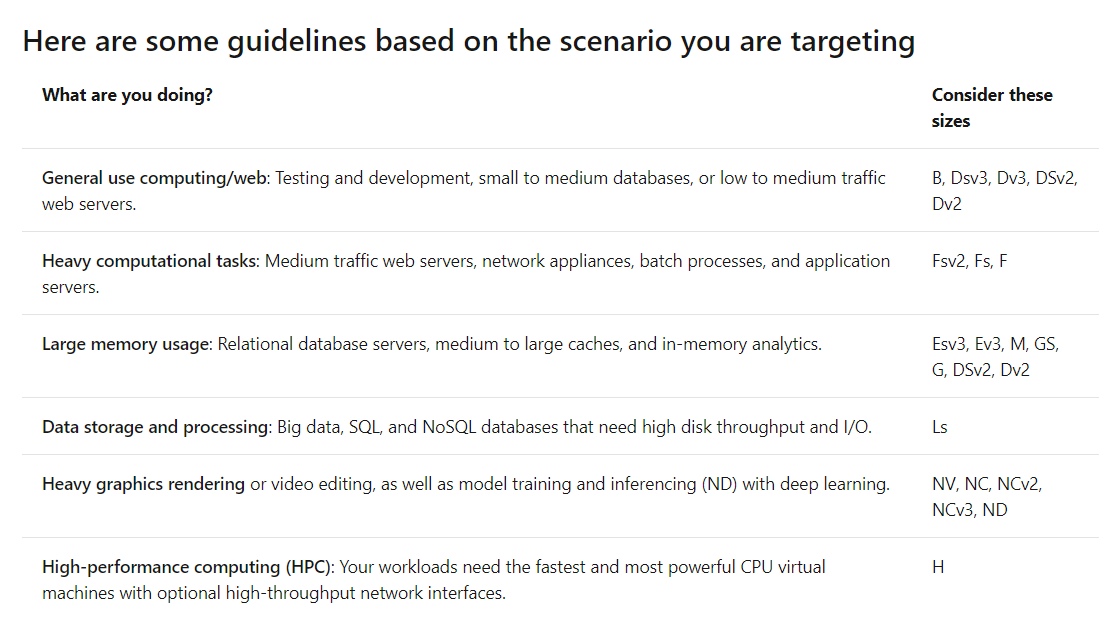 Here are some guidelines based on the scenario you are targeting
What are you doing?
Consider these
sizes
General use computing/web: Testing and development, small to medium databases, or low to medium traffic
web servers.
B, Dsv3, Dv3, DSv2,
Dv2
Heavy computational tasks: Medium traffic web servers, network appliances, batch processes, and application
servers.
Fsv2, Fs, F
Large memory usage: Relational database servers, medium to large caches, and in-memory analytics.
Esv3, Ev3, M, GS,
G, DSv2, Dv2
Data storage and processing: Big data, SQL, and NoSQL databases that need high disk throughput and I/O.
Ls
Heavy graphics rendering or video editing, as well as model training and inferencing (ND) with deep learning.
NV, NC, NCv2,
NCv3, ND
High-performance computing (HPC): Your workloads need the fastest and most powerful CPU virtual
machines with optional high-throughput network interfaces.
H